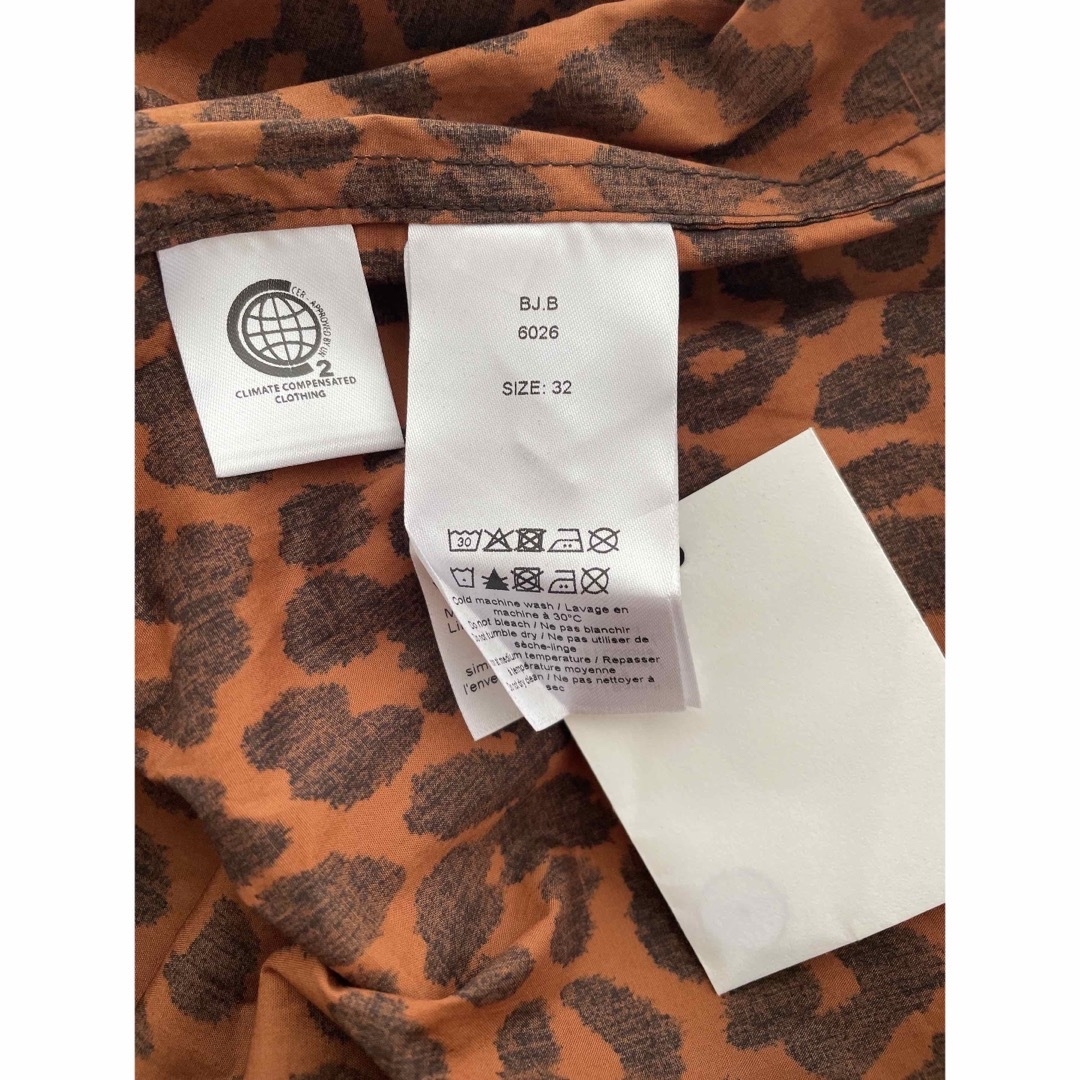 CER - APPROVED BY UN
2
CLIMATE COMPENSATED
CLOTHING
BJ.B
6026
SIZE: 32
30
Cold machine wash / Lavage en
machine à 30°C
Do not bleach / Ne pas blanchir
tumble dry / Ne pas utiliser de
sèche-linge
medium temperature / Repasser
température moyenne
dry clean / Ne pas nettoyer à
sec
l'enve